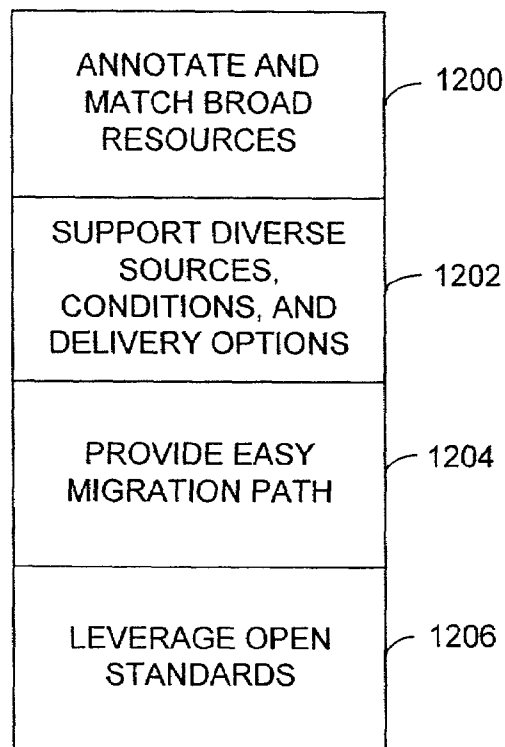 ANNOTATE AND
MATCH BROAD
RESOURCES
1200
SUPPORT DIVERSE
SOURCES,
CONDITIONS, AND
DELIVERY OPTIONS
1202
PROVIDE EASY
MIGRATION PATH
1204
LEVERAGE OPEN
STANDARDS
1206